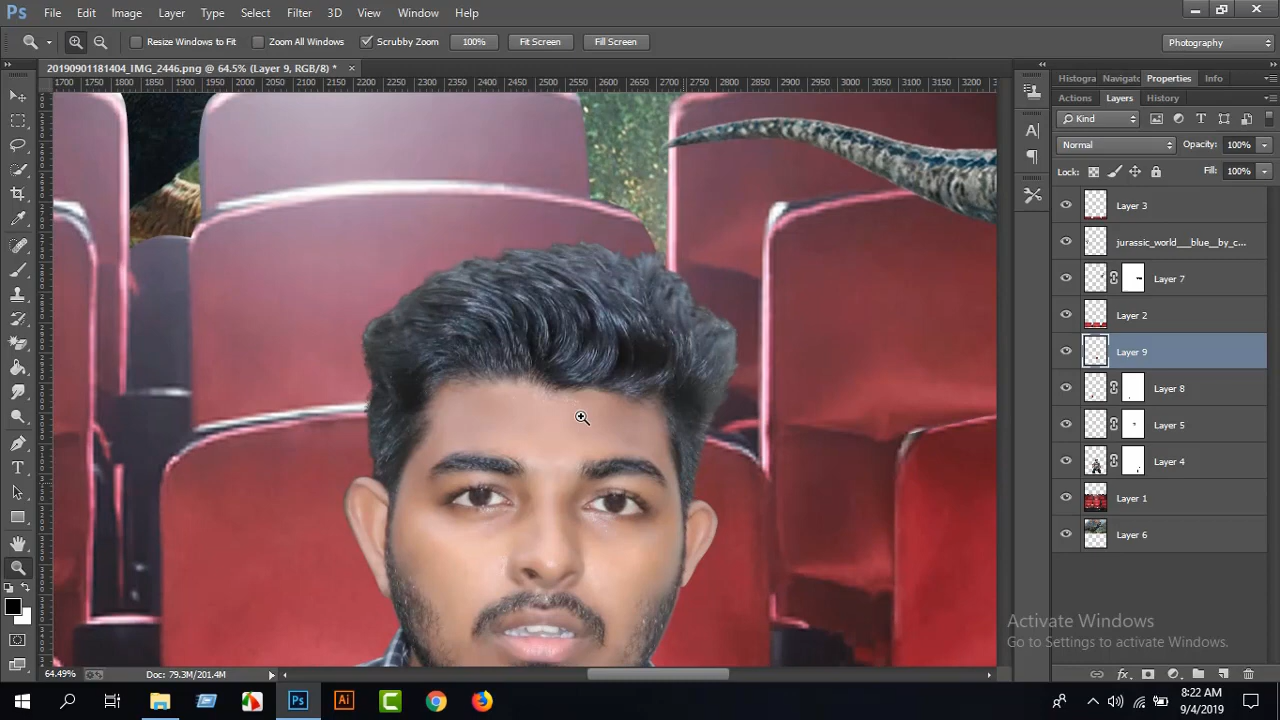 Ps File Edit Image Layer Type Select Filter 3D View Window Help
Resize Windows to Fit Zoom All Windows Scrubby Zoom 100% Fit Screen Fill Screen Photography
20190901181404_IMG_2446.png @ 64.5% (Layer 9, RGB/8) * ×
1700 1750 1800 1850 1900 1950 2000 2050 2100 2150 2200 2250 2300 2350 2400 2450 2500 2550 2600 2650 2700 2750 2800 2850 2900 2950 3000 3050 3100 3150 3200
Histogra Navigatc Properties Info
Actions Layers History
Kind
Normal Opacity: 100%
Lock: Fill: 100%
Layer 3
jurassic_world___blue__by_c...
Layer 7
Layer 2
Layer 9
Layer 8
Layer 5
Layer 4
Layer 1
Layer 6
Activate Windows
Go to Settings to activate Windows.
64.49% Doc: 79.3M/201.4M
Ps Ai C
3:22 AM
9/4/2019